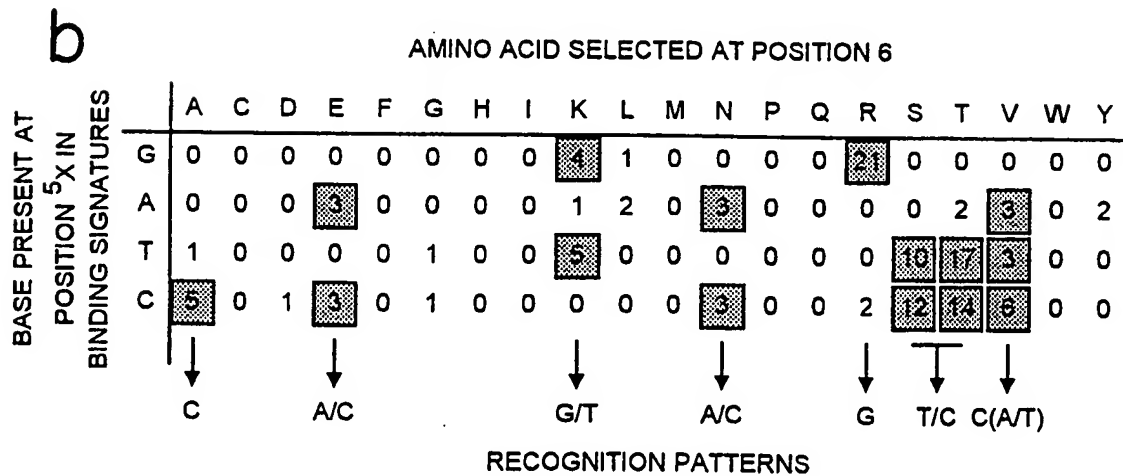 b
AMINO ACID SELECTED AT POSITION 6
BASE PRESENT AT
POSITION ⁵X IN
BINDING SIGNATURES
A C D E F G H I K L M N P Q R S T V W Y
G 0 0 0 0 0 0 0 0 4 1 0 0 0 0 21 0 0 0 0 0
A 0 0 0 3 0 0 0 0 1 2 0 3 0 0 0 0 2 3 0 2
T 1 0 0 0 0 1 0 0 5 0 0 0 0 0 0 10 17 3 0 0
C 5 0 1 3 0 1 0 0 0 0 0 3 0 0 2 12 14 6 0 0
C A/C G/T A/C G T/C C(A/T)
RECOGNITION PATTERNS